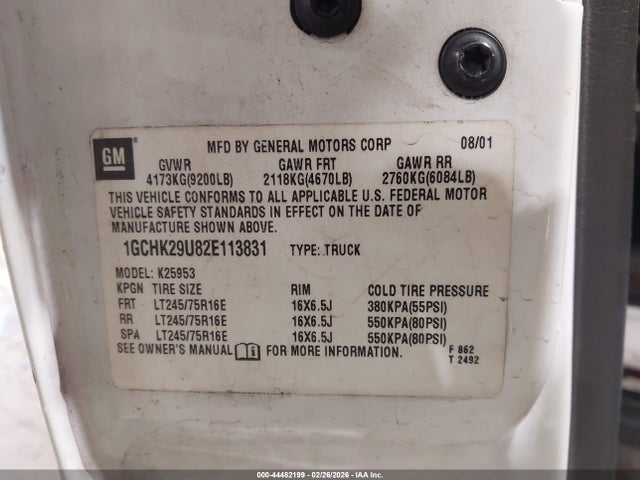 GM
MFD BY GENERAL MOTORS CORP 08/01
GVWR GAWR FRT GAWR RR
4173KG(9200LB) 2118KG(4670LB) 2760KG(6084LB)
THIS VEHICLE CONFORMS TO ALL APPLICABLE U.S. FEDERAL MOTOR
VEHICLE SAFETY STANDARDS IN EFFECT ON THE DATE OF
MANUFACTURE SHOWN ABOVE.
1GCHK29U82E113831 TYPE: TRUCK
MODEL: K25953
KPGN TIRE SIZE RIM COLD TIRE PRESSURE
FRT LT245/75R16E 16X6.5J 380KPA(55PSI)
RR LT245/75R16E 16X6.5J 550KPA(80PSI)
SPA LT245/75R16E 16X6.5J 550KPA(80PSI)
SEE OWNER'S MANUAL FOR MORE INFORMATION.
F 862
T 2492
000-44482199 - 02/26/2026 - IAA Inc.